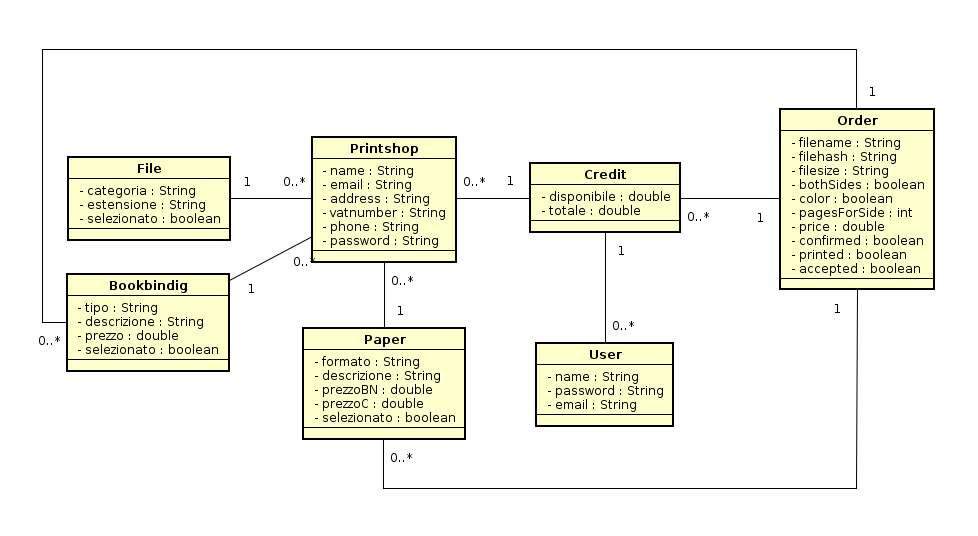 1
Order
- filename : String
- filehash : String
- filesize : String
- bothSides : boolean
- color : boolean
- pagesForSide : int
- price : double
- confirmed : boolean
- printed : boolean
- accepted : boolean
Printshop
- name : String
- email : String
- address : String
- vatnumber : String
- phone : String
- password : String
File
- categoria : String
- estensione : String
- selezionato : boolean
1
0..*
0..*
1
Credit
- disponibile : double
- totale : double
0..*
1
0..*
1
Bookbindig
- tipo : String
- descrizione : String
- prezzo : double
- selezionato : boolean
0..*
0..*
1
Paper
- formato : String
- descrizione : String
- prezzoBN : double
- prezzoC : double
- selezionato : boolean
0..*
1
0..*
User
- name : String
- password : String
- email : String
1